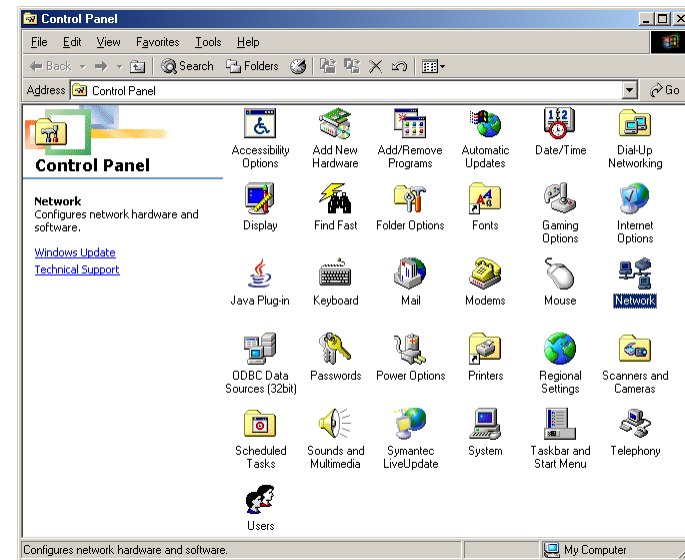 Control Panel
File Edit View Favorites Tools Help
Back Search Folders
Address Control Panel Go
Control Panel
Network
Configures network hardware and
software.
Windows Update
Technical Support
Accessibility
Options
Add New
Hardware
Add/Remove
Programs
Automatic
Updates
Date/Time
Dial-Up
Networking
Display
Find Fast
Folder Options
Fonts
Gaming
Options
Internet
Options
Java Plug-in
Keyboard
Mail
Modems
Mouse
Network
ODBC Data
Sources (32bit)
Passwords
Power Options
Printers
Regional
Settings
Scanners and
Cameras
Scheduled
Tasks
Sounds and
Multimedia
Symantec
LiveUpdate
System
Taskbar and
Start Menu
Telephony
Users
Configures network hardware and software. My Computer